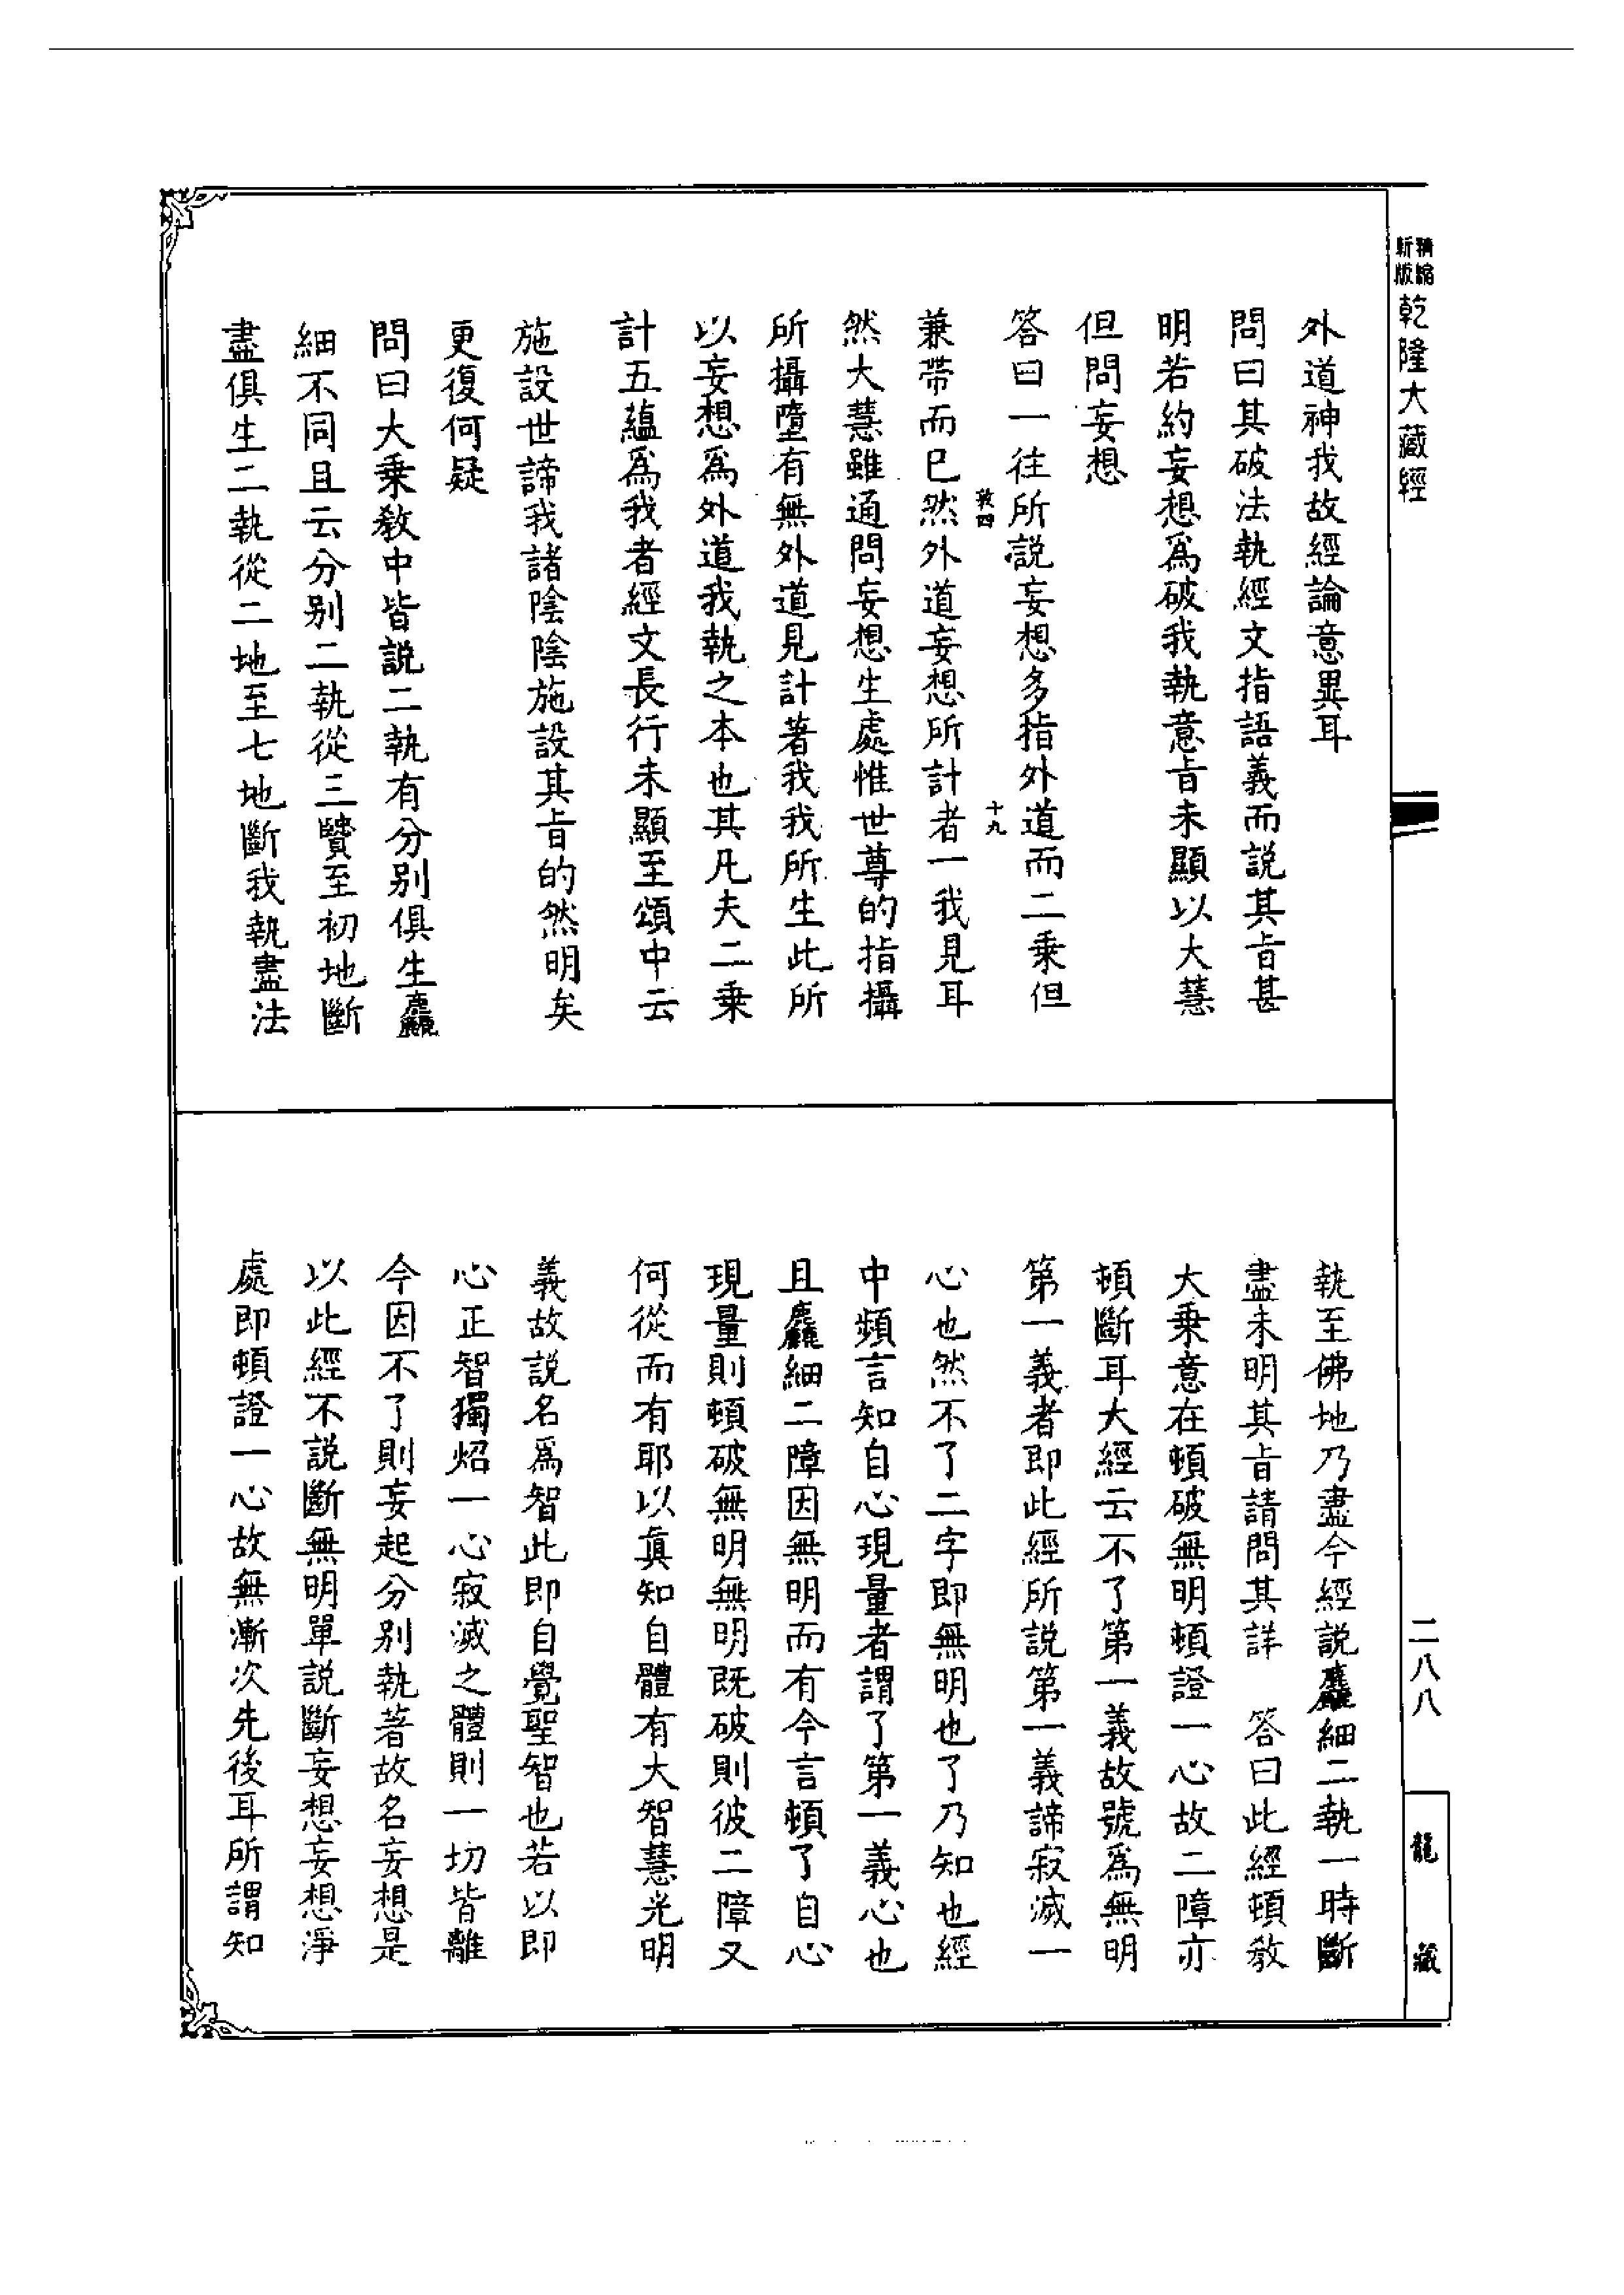 精縮新版乾隆大藏經
外道神我故經論意異耳
問曰其破法執經文指語義而説其㫖甚
明若約妄想爲破我執意㫖未顯以大慧
但問妄想
答曰一往所説妄想多指外道而二乘但
敦四
十九
兼帶而已然外道妄想所計者一我見耳
然大慧雖通問妄想生處惟世尊的指攝
所攝墮有無外道見計著我我所生此所
以妄想爲外道我執之本也其凡夫二乘
計五蘊爲我者經文長行未顯至頌中云
施設世諦我諸陰陰施設其㫖的然明矣
更復何疑
問曰大乘教中皆説二執有分别俱生麤
細不同且云分别二執從三賢至初地斷
盡俱生二執從二地至七地斷我執盡法
執至佛地乃盡今經説麤細二執一時斷
盡未明其㫖請問其詳　答曰此經頓教
大乘意在頓破無明頓證一心故二障亦
頓斷耳大經云不了第一義故號爲無明
第一義者即此經所説第一義諦寂滅一
心也然不了二字即無明也了乃知也經
中頻言知自心現量者謂了第一義心也
且麤細二障因無明而有今言頓了自心
現量則頓破無明無明既破則彼二障又
何從而有耶以眞知自體有大智慧光明
義故説名爲智此即自覺聖智也若以即
心正智獨炤一心寂滅之體則一切皆離
今因不了則妄起分别執著故名妄想是
以此經不説斷無明單説斷妄想妄想淨
處即頓證一心故無漸次先後耳所謂知
二八八
龍藏